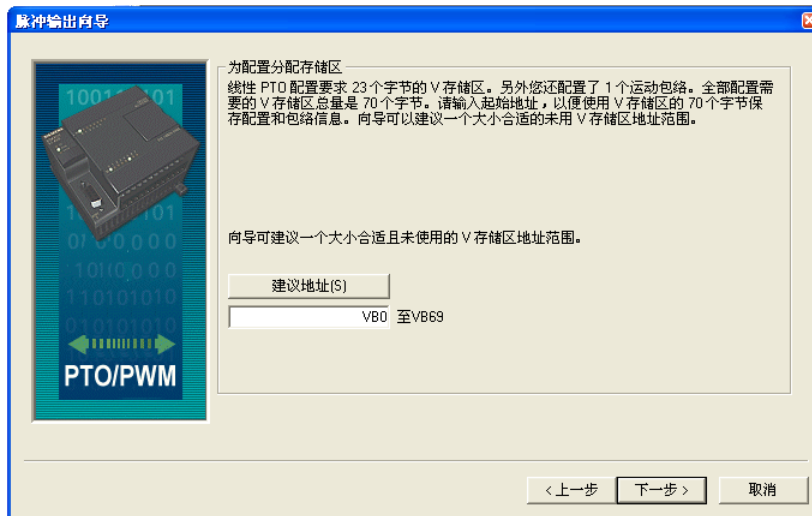 脉冲输出向导
为配置分配存储区
线性 PTO 配置要求 23 个字节的 V 存储区。另外您还配置了 1 个运动包络。全部配置需
要的 V 存储区总量是 70 个字节。请输入起始地址，以便使用 V 存储区的 70 个字节保
存配置和包络信息。向导可以建议一个大小合适的未用 V 存储区地址范围。
向导可建议一个大小合适且未使用的 V 存储区地址范围。
建议地址(S)
VB0 至VB69
PTO/PWM
<上一步 下一步> 取消